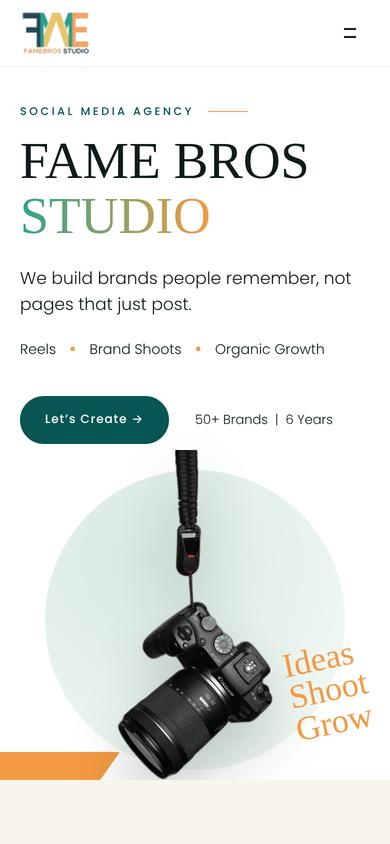 FAMEBROS STUDIO
SOCIAL MEDIA AGENCY
FAME BROS
STUDIO
We build brands people remember, not
pages that just post.
Reels • Brand Shoots • Organic Growth
Let's Create → 50+ Brands | 6 Years
Canon
Ideas
Shoot
Grow